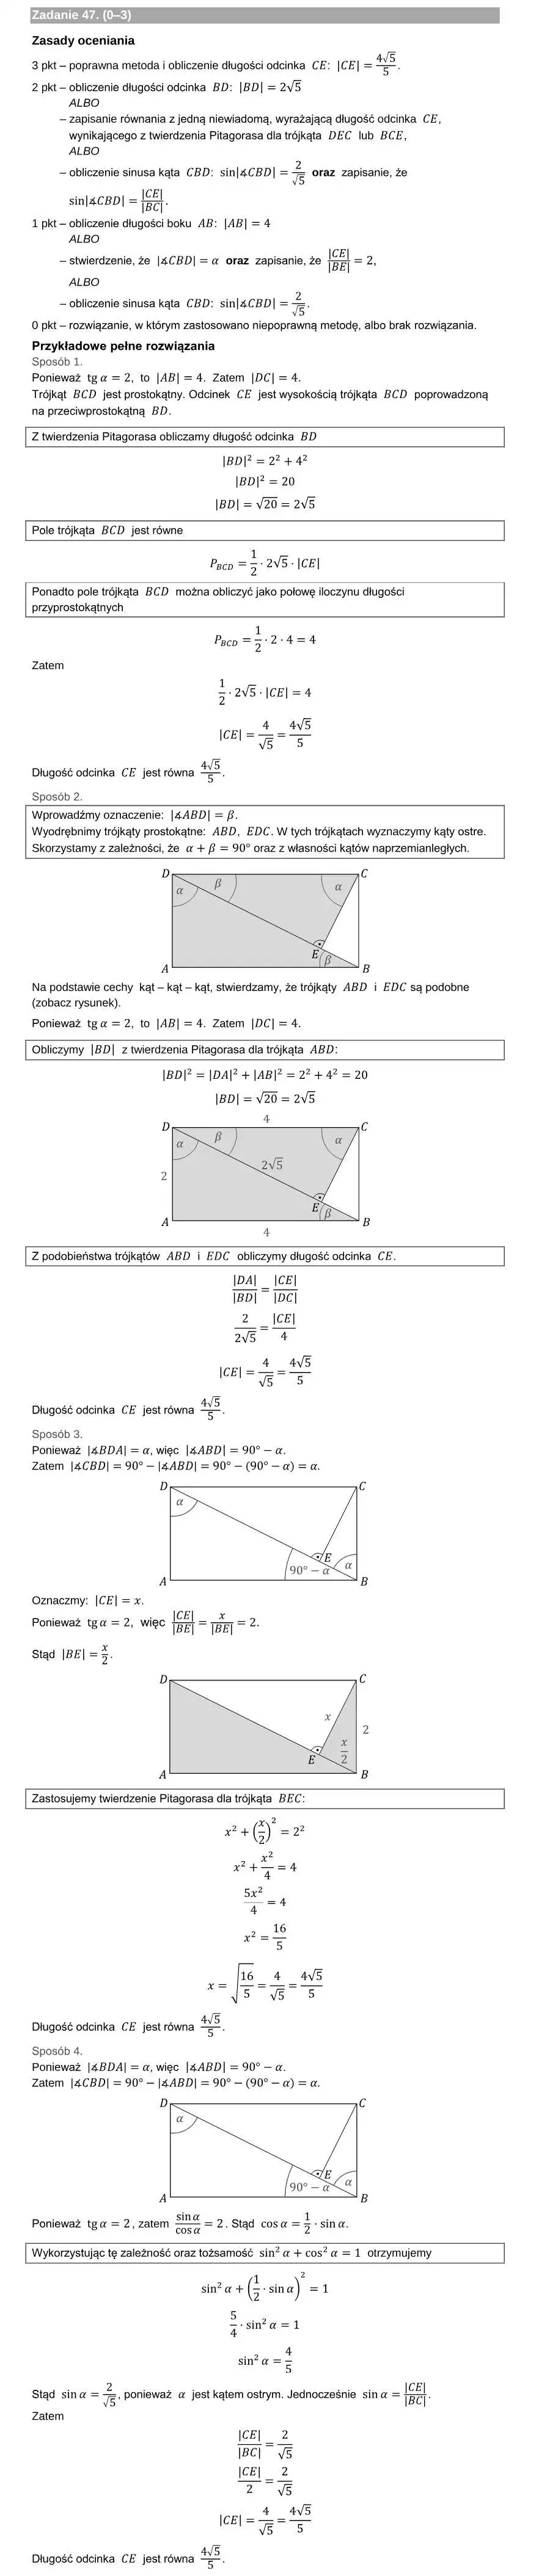 Zadanie 47. (0–3)
Zasady oceniania
3 pkt – poprawna metoda i obliczenie długości odcinka CE: |CE| = 4√5/5.
2 pkt – obliczenie długości odcinka BD: |BD| = 2√5
ALBO
– zapisanie równania z jedną niewiadomą, wyrażającą długość odcinka CE,
wynikającego z twierdzenia Pitagorasa dla trójkąta DEC lub BCE,
ALBO
– obliczenie sinusa kąta CBD: sin|∡CBD| = 2/√5 oraz zapisanie, że
sin|∡CBD| = |CE|/|BC|.
1 pkt – obliczenie długości boku AB: |AB| = 4
ALBO
– stwierdzenie, że |∡CBD| = α oraz zapisanie, że |CE|/|BE| = 2,
ALBO
– obliczenie sinusa kąta CBD: sin|∡CBD| = 2/√5.
0 pkt – rozwiązanie, w którym zastosowano niepoprawną metodę, albo brak rozwiązania.
Przykładowe pełne rozwiązania
Sposób 1.
Ponieważ tg α = 2, to |AB| = 4. Zatem |DC| = 4.
Trójkąt BCD jest prostokątny. Odcinek CE jest wysokością trójkąta BCD poprowadzoną
na przeciwprostokątną BD.
Z twierdzenia Pitagorasa obliczamy długość odcinka BD
|BD|² = 2² + 4²
|BD|² = 20
|BD| = √20 = 2√5
Pole trójkąta BCD jest równe
P_BCD = 1/2 · 2√5 · |CE|
Ponadto pole trójkąta BCD można obliczyć jako połowę iloczynu długości
przyprostokątnych
P_BCD = 1/2 · 2 · 4 = 4
Zatem
1/2 · 2√5 · |CE| = 4
|CE| = 4/√5 = 4√5/5
Długość odcinka CE jest równa 4√5/5.
Sposób 2.
Wprowadźmy oznaczenie: |∡ABD| = β.
Wyodrębnimy trójkąty prostokątne: ABD, EDC. W tych trójkątach wyznaczymy kąty ostre.
Skorzystamy z zależności, że α + β = 90° oraz z własności kątów naprzemianległych.
D C
α β α
E β
A B
Na podstawie cechy kąt – kąt – kąt, stwierdzamy, że trójkąty ABD i EDC są podobne
(zobacz rysunek).
Ponieważ tg α = 2, to |AB| = 4. Zatem |DC| = 4.
Obliczymy |BD| z twierdzenia Pitagorasa dla trójkąta ABD:
|BD|² = |DA|² + |AB|² = 2² + 4² = 20
|BD| = √20 = 2√5
4
D C
α β α
2√5
2
E β
A B
4
Z podobieństwa trójkątów ABD i EDC obliczymy długość odcinka CE.
|DA|/|BD| = |CE|/|DC|
2/2√5 = |CE|/4
|CE| = 4/√5 = 4√5/5
Długość odcinka CE jest równa 4√5/5.
Sposób 3.
Ponieważ |∡BDA| = α, więc |∡ABD| = 90° − α.
Zatem |∡CBD| = 90° − |∡ABD| = 90° − (90° − α) = α.
D C
α
E
90° − α α
A B
Oznaczmy: |CE| = x.
Ponieważ tg α = 2, więc |CE|/|BE| = x/|BE| = 2.
Stąd |BE| = x/2.
D C
x 2
E x/2
A B
Zastosujemy twierdzenie Pitagorasa dla trójkąta BEC:
x² + (x/2)² = 2²
x² + x²/4 = 4
5x²/4 = 4
x² = 16/5
x = √(16/5) = 4/√5 = 4√5/5
Długość odcinka CE jest równa 4√5/5.
Sposób 4.
Ponieważ |∡BDA| = α, więc |∡ABD| = 90° − α.
Zatem |∡CBD| = 90° − |∡ABD| = 90° − (90° − α) = α.
D C
α
E
90° − α α
A B
Ponieważ tg α = 2, zatem sin α/cos α = 2. Stąd cos α = 1/2 · sin α.
Wykorzystując tę zależność oraz tożsamość sin² α + cos² α = 1 otrzymujemy
sin² α + (1/2 · sin α)² = 1
5/4 · sin² α = 1
sin² α = 4/5
Stąd sin α = 2/√5, ponieważ α jest kątem ostrym. Jednocześnie sin α = |CE|/|BC|.
Zatem
|CE|/|BC| = 2/√5
|CE|/2 = 2/√5
|CE| = 4/√5 = 4√5/5
Długość odcinka CE jest równa 4√5/5.